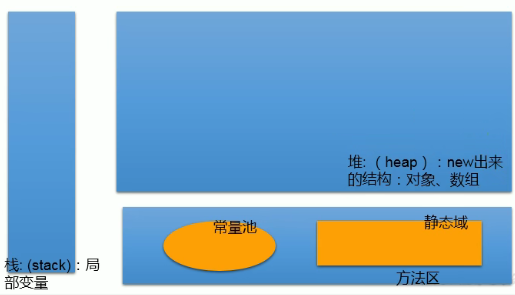 堆: （heap）：new出来
的结构：对象、数组
常量池
静态域
栈: (stack)：局
部变量
方法区